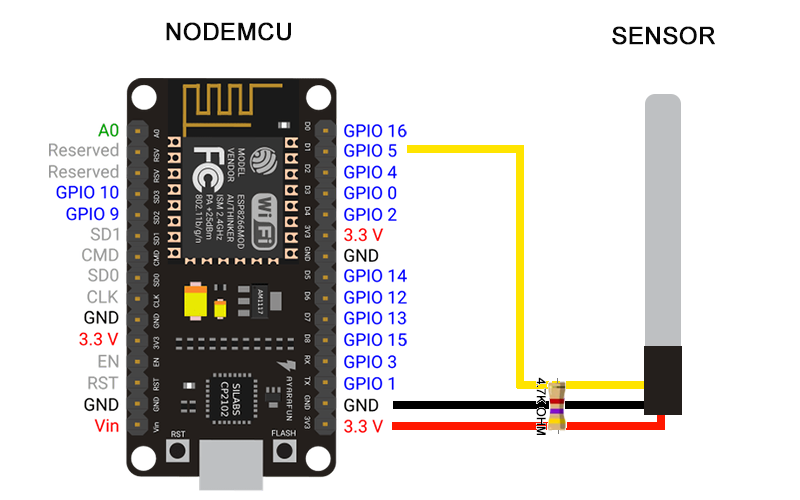 NODEMCU
SENSOR
A0
Reserved
Reserved
GPIO 10
GPIO 9
SD1
CMD
SD0
CLK
GND
3.3 V
EN
RST
GND
Vin
A0
RSV
RSV
SD3
SD2
SD1
CMD
SD0
CLK
GND
3V3
EN
RST
GND
Vin
MODEL
VENDOR
ESP8266MOD
AI/THINKER
ISM 2.4GHz
PA +25dBm
802.11b/g/n
FC
Wi Fi
AM1117
SILABS
CP2102
AYARAFUN
RST
FLASH
D0
D1
D2
D3
D4
3V3
GND
D5
D6
D7
D8
RX
TX
GND
3V3
GPIO 16
GPIO 5
GPIO 4
GPIO 0
GPIO 2
3.3 V
GND
GPIO 14
GPIO 12
GPIO 13
GPIO 15
GPIO 3
GPIO 1
GND
3.3 V